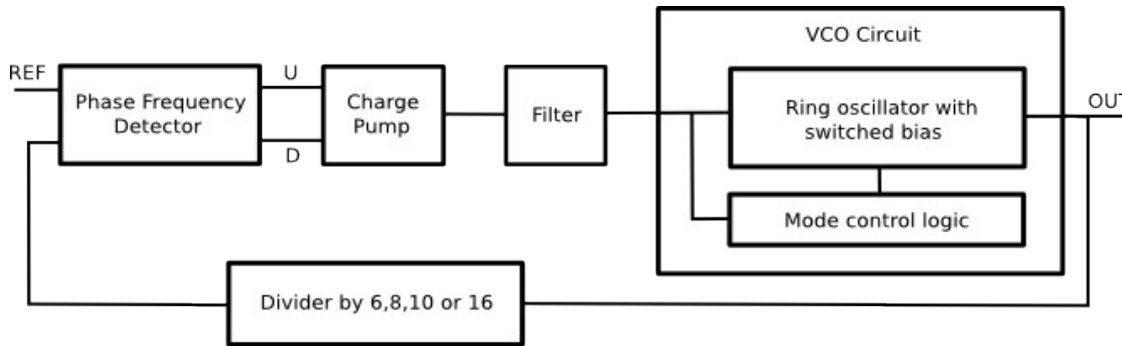 VCO Circuit
REF
U
Phase Frequency
Detector
Charge
Pump
Filter
Ring oscillator with
switched bias
OUT
D
Mode control logic
Divider by 6,8,10 or 16